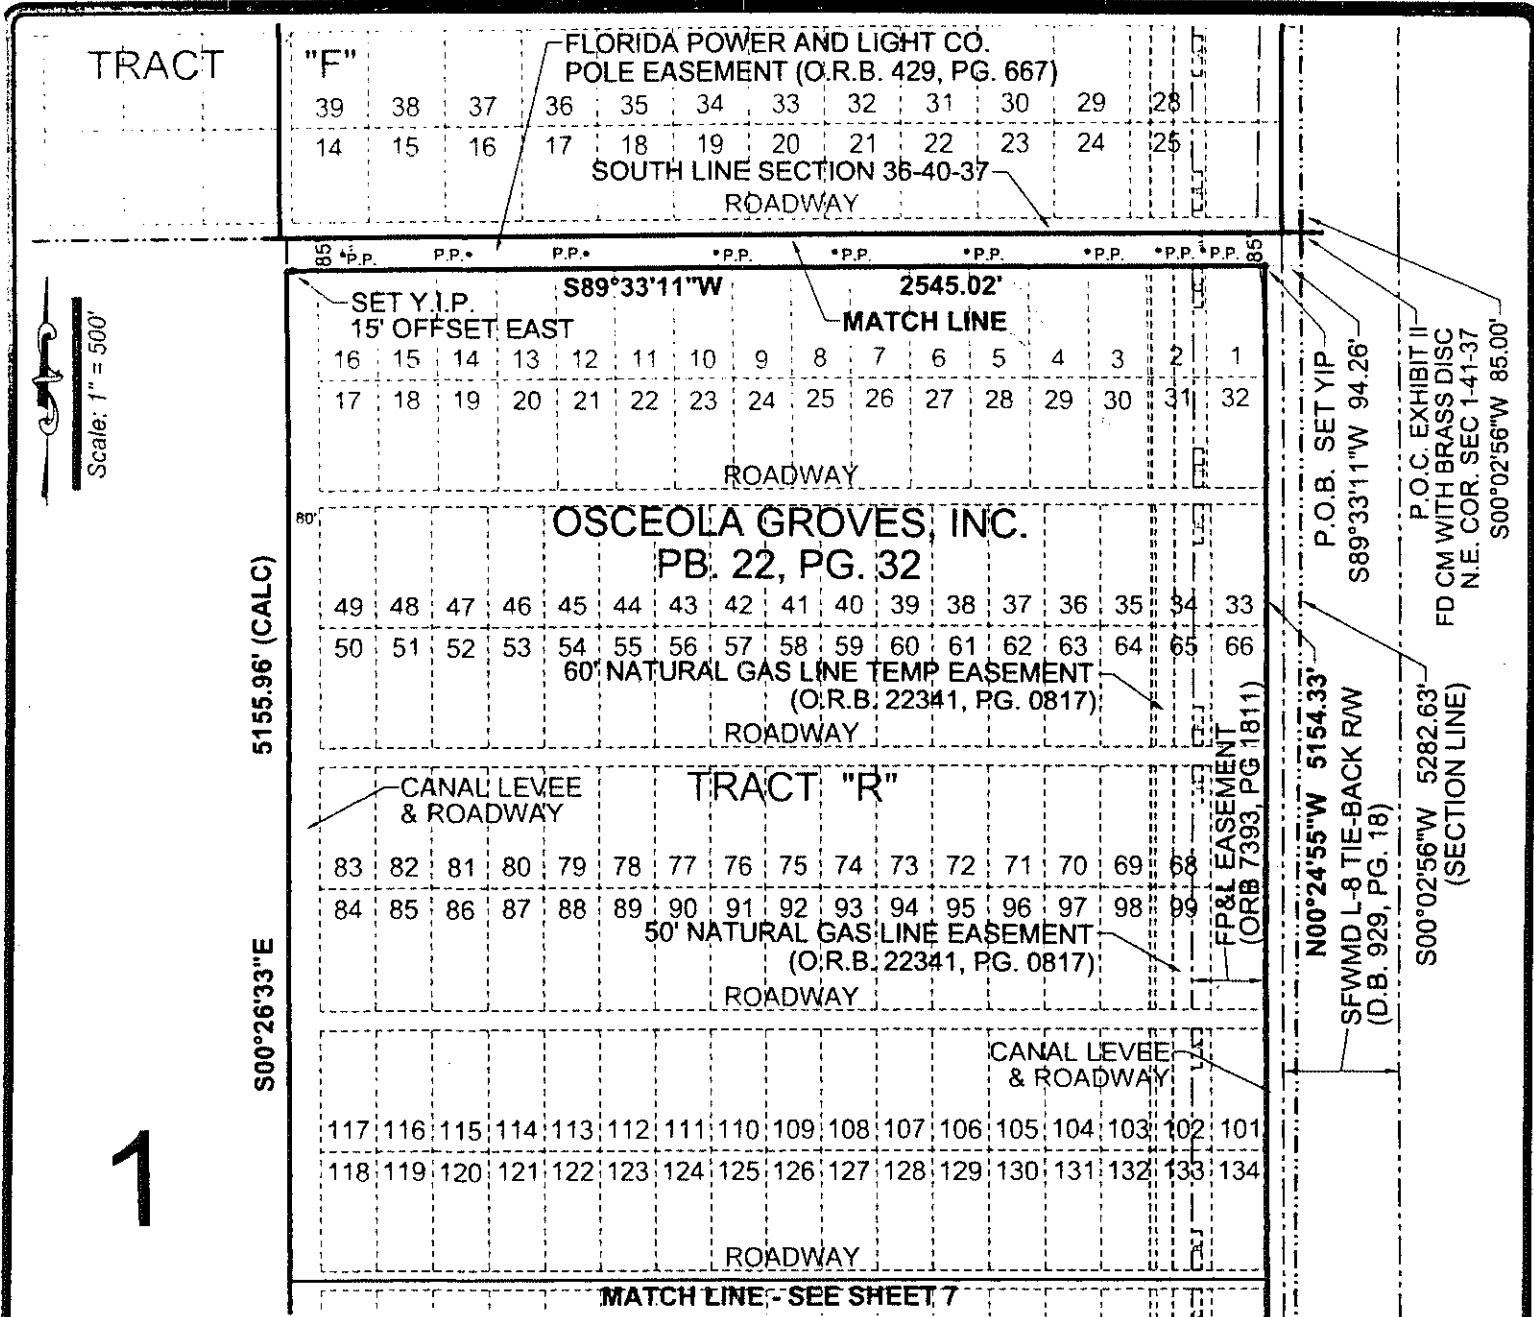 TRACT "F"
FLORIDA POWER AND LIGHT CO.
POLE EASEMENT (O.R.B. 429, PG. 667)
39 38 37 36 35 34 33 32 31 30 29 28
14 15 16 17 18 19 20 21 22 23 24 25
SOUTH LINE SECTION 36-40-37
ROADWAY
85' P.P. P.P. P.P. P.P. P.P. P.P. P.P. P.P. P.P. 85'
S89°33'11"W 2545.02'
SET Y.I.P.
15' OFFSET EAST
MATCH LINE
16 15 14 13 12 11 10 9 8 7 6 5 4 3 2 1
17 18 19 20 21 22 23 24 25 26 27 28 29 30 31 32
ROADWAY
Scale: 1" = 500'
80'
OSCEOLA GROVES, INC.
PB. 22, PG. 32
49 48 47 46 45 44 43 42 41 40 39 38 37 36 35 34 33
50 51 52 53 54 55 56 57 58 59 60 61 62 63 64 65 66
60' NATURAL GAS LINE TEMP EASEMENT
(O.R.B. 22341, PG. 0817)
ROADWAY
CANAL LEVEE
& ROADWAY
TRACT "R"
83 82 81 80 79 78 77 76 75 74 73 72 71 70 69 68
84 85 86 87 88 89 90 91 92 93 94 95 96 97 98 99
50' NATURAL GAS LINE EASEMENT
(O.R.B. 22341, PG. 0817)
ROADWAY
FP&L EASEMENT
(ORB 7393, PG 1811)
CANAL LEVEE
& ROADWAY
117 116 115 114 113 112 111 110 109 108 107 106 105 104 103 102 101
118 119 120 121 122 123 124 125 126 127 128 129 130 131 132 133 134
ROADWAY
MATCH LINE - SEE SHEET 7
5155.96' (CALC)
S00°26'33"E
1
P.O.B. SET YIP
S89°33'11"W 94.26'
P.O.C. EXHIBIT II
FD CM WITH BRASS DISC
N.E. COR. SEC 1-41-37
S00°02'56"W 85.00'
N00°24'55"W 5154.33'
SFWMD L-8 TIE-BACK R/W
(D.B. 929, PG. 18)
S00°02'56"W 5282.63'
(SECTION LINE)